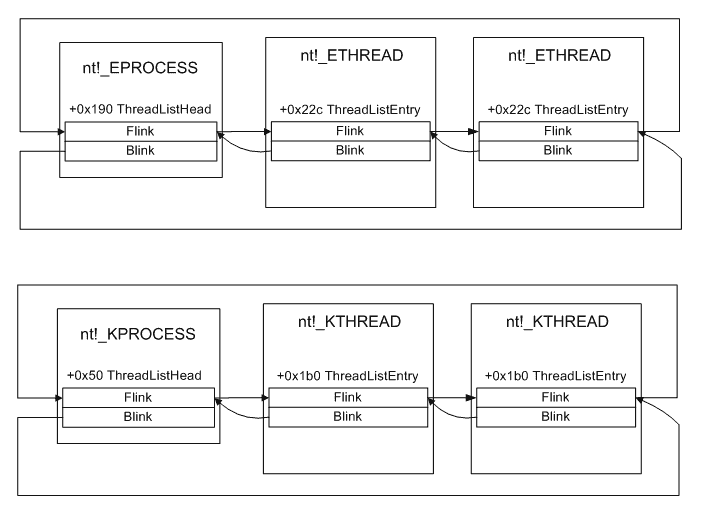 nt!_EPROCESS
+0x190 ThreadListHead
Flink
Blink
nt!_ETHREAD
+0x22c ThreadListEntry
Flink
Blink
nt!_ETHREAD
+0x22c ThreadListEntry
Flink
Blink
nt!_KPROCESS
+0x50 ThreadListHead
Flink
Blink
nt!_KTHREAD
+0x1b0 ThreadListEntry
Flink
Blink
nt!_KTHREAD
+0x1b0 ThreadListEntry
Flink
Blink